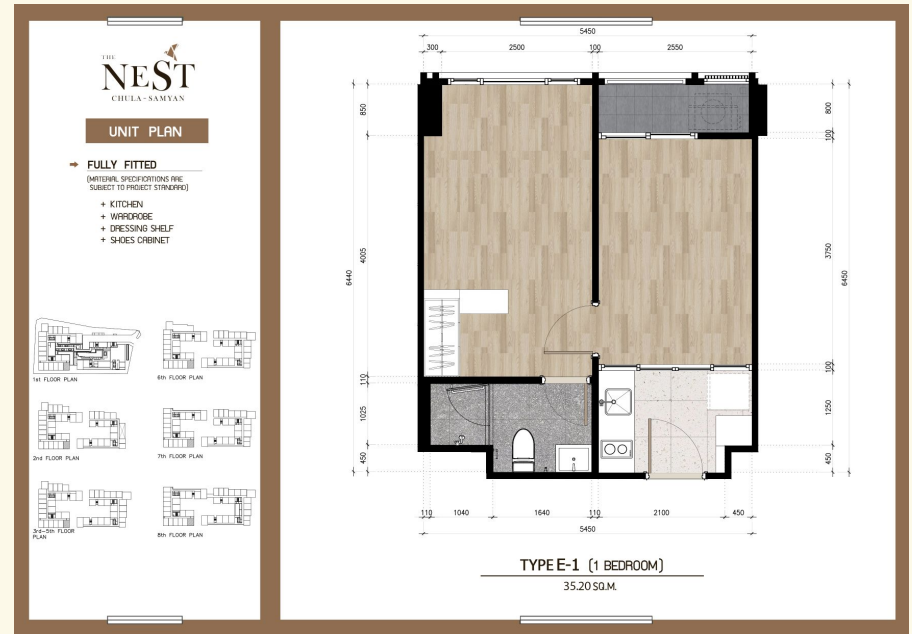 THE
NEST
CHULA - SAMYAN
UNIT PLAN
FULLY FITTED
(MATERIAL SPECIFICATIONS ARE
SUBJECT TO PROJECT STANDARD)
+ KITCHEN
+ WARDROBE
+ DRESSING SHELF
+ SHOES CABINET
1st FLOOR PLAN
6th FLOOR PLAN
2nd FLOOR PLAN
7th FLOOR PLAN
3rd-5th FLOOR
PLAN
8th FLOOR PLAN
5450
300 2500 100 2550
850
4005
6440
110
1025
450
800
100
3750
6450
100
1250
450
110 1040 1640 110 2100 450
5450
TYPE E-1 (1 BEDROOM)
35.20 SQ.M.